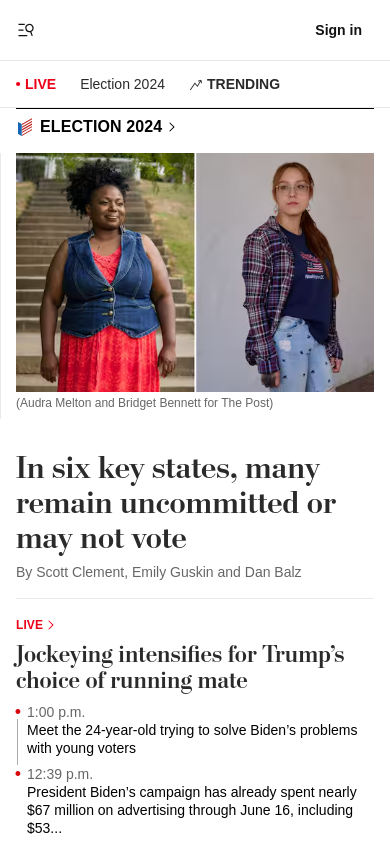 Sign in
LIVE
Election 2024
TRENDING
ELECTION 2024
(Audra Melton and Bridget Bennett for The Post)
In six key states, many
remain uncommitted or
may not vote
By Scott Clement, Emily Guskin and Dan Balz
LIVE
Jockeying intensifies for Trump’s
choice of running mate
1:00 p.m.
Meet the 24-year-old trying to solve Biden’s problems
with young voters
12:39 p.m.
President Biden’s campaign has already spent nearly
$67 million on advertising through June 16, including
$53...